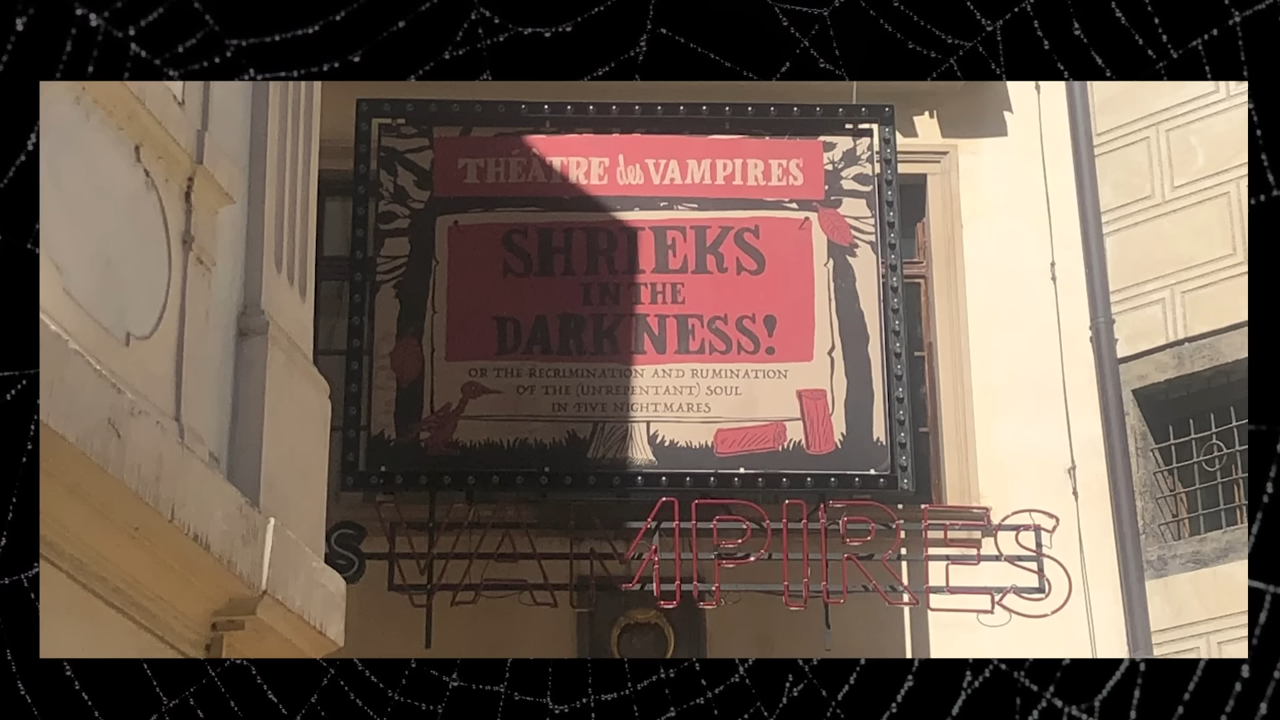 THEÂTRE des VAMPIRES
SHRIEKS
IN THE
DARKNESS!
OR THE RECRIMINATION AND RUMINATION
OF THE (UNREPENTANT) SOUL
IN FIVE NIGHTMARES
S VAMPIRES